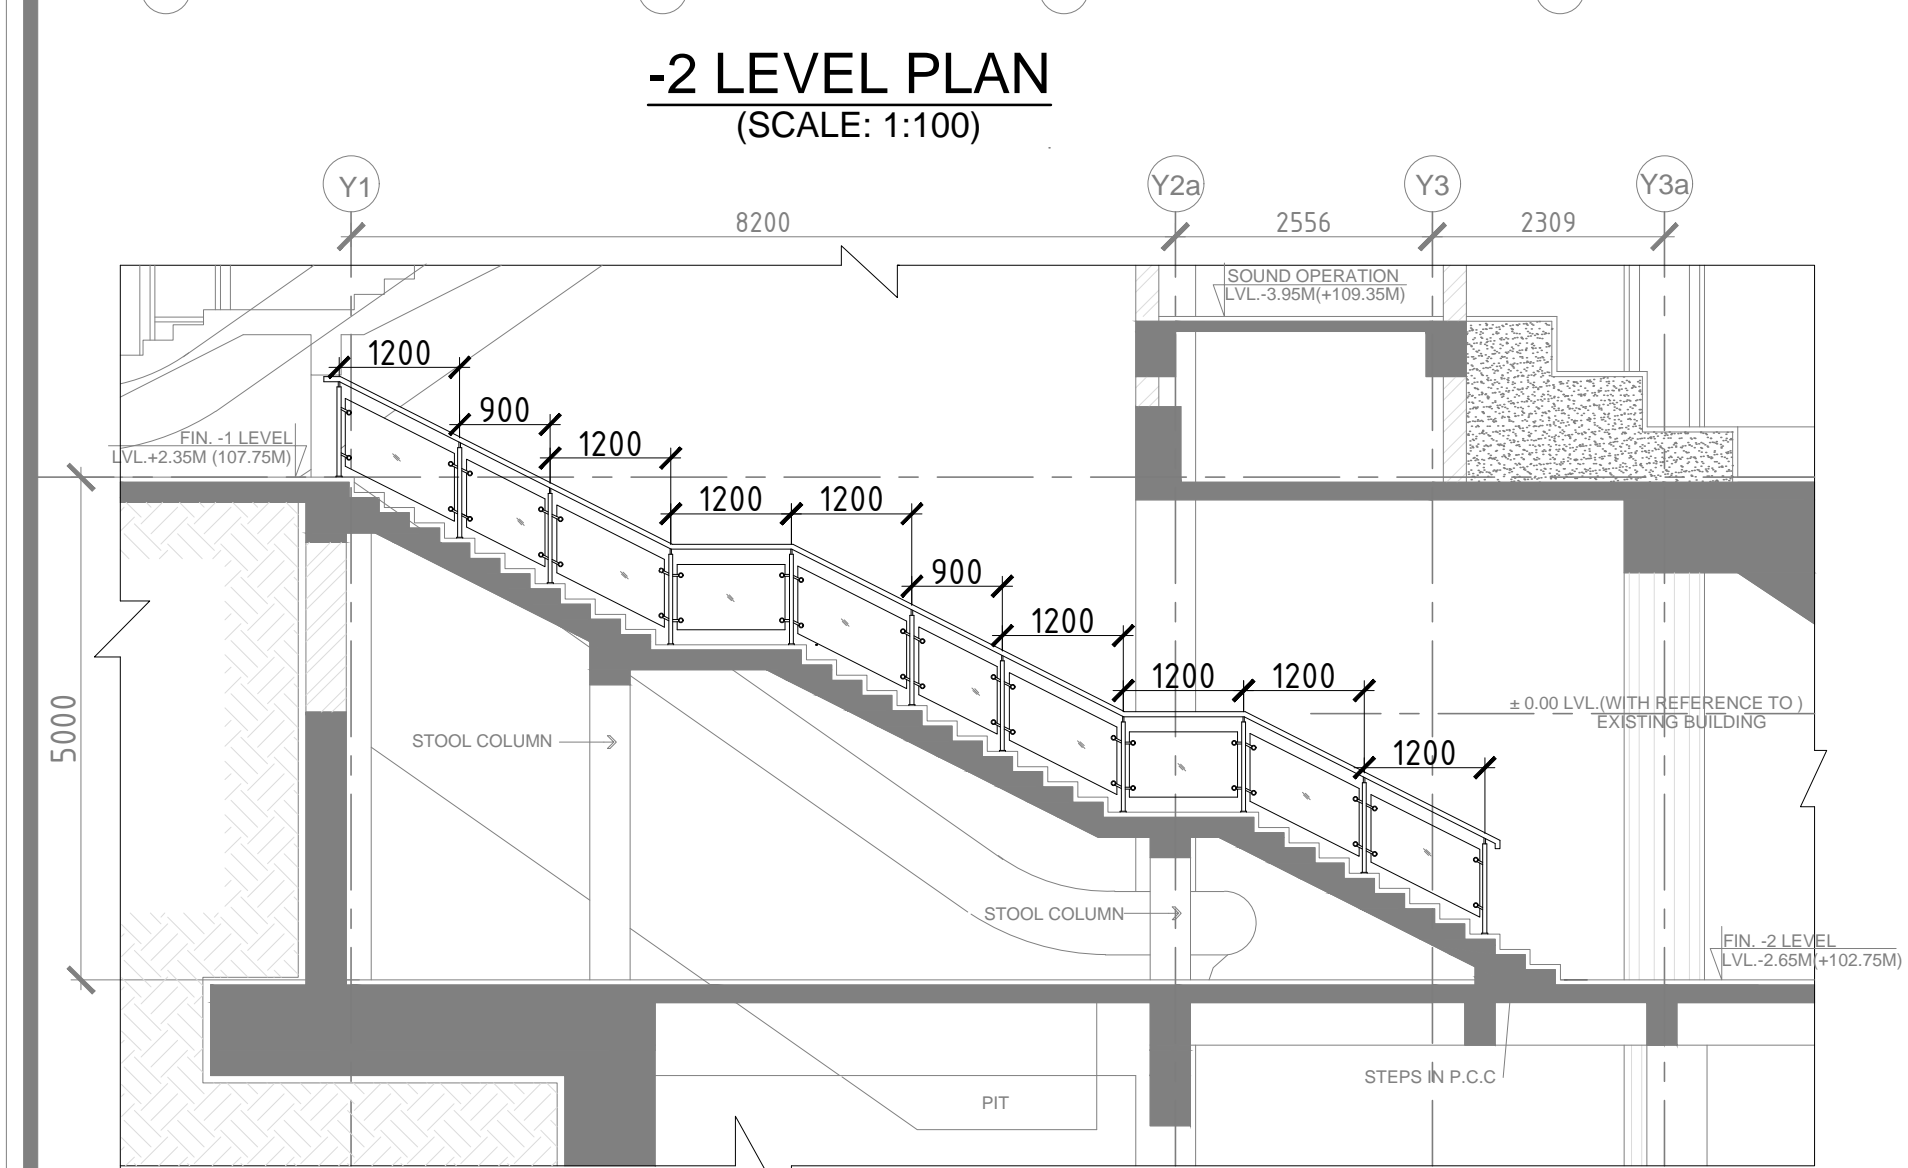 -2 LEVEL PLAN
(SCALE: 1:100)
Y1
Y2a
Y3
Y3a
8200
2556
2309
SOUND OPERATION
LVL.-3.95M(+109.35M)
1200
900
1200
1200
1200
900
1200
1200
1200
1200
FIN. -1 LEVEL
LVL.+2.35M (107.75M)
5000
± 0.00 LVL.(WITH REFERENCE TO )
EXISTING BUILDING
STOOL COLUMN
STOOL COLUMN
FIN. -2 LEVEL
LVL.-2.65M(+102.75M)
STEPS IN P.C.C
PIT